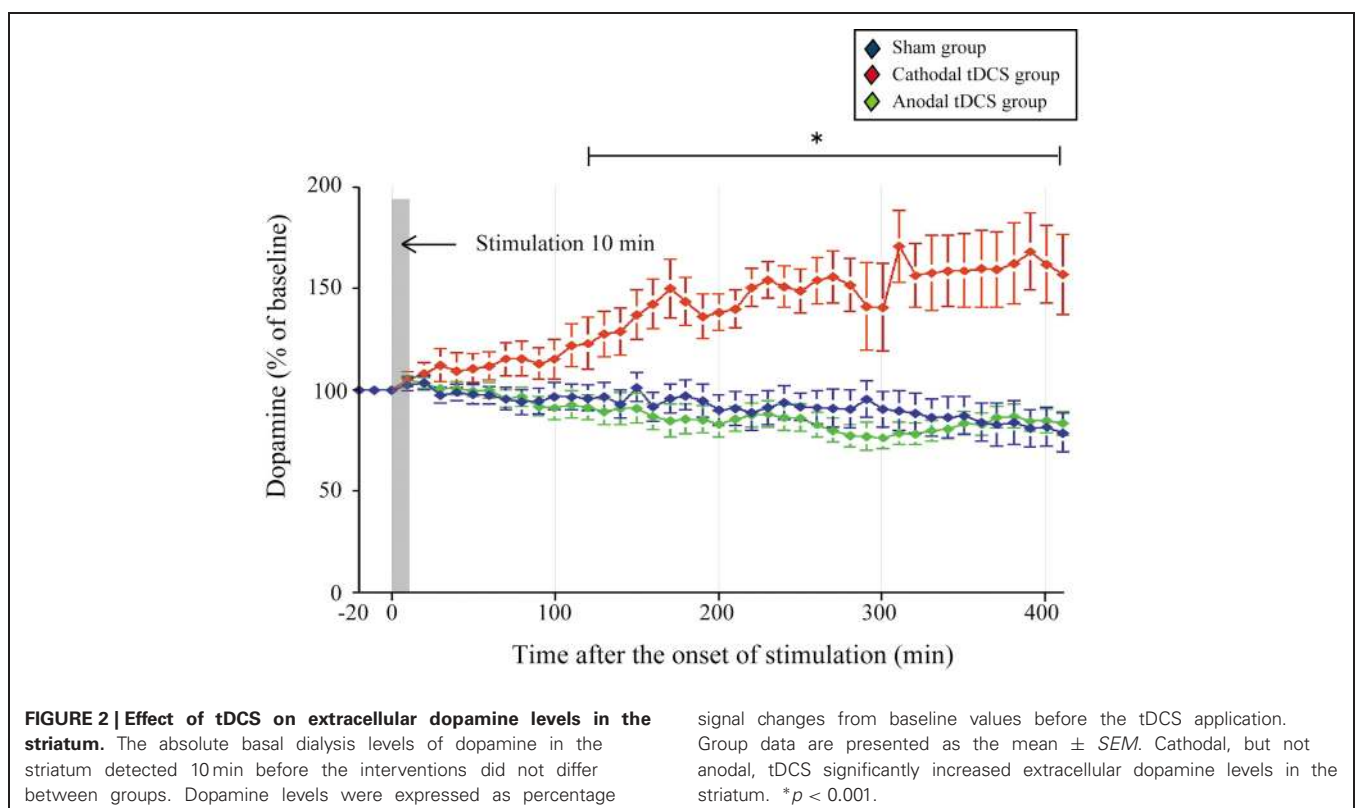 Sham group
Cathodal tDCS group
Anodal tDCS group
*
200
150
100
50
0
Dopamine (% of baseline)
Stimulation 10 min
-20 0 100 200 300 400
Time after the onset of stimulation (min)
FIGURE 2 | Effect of tDCS on extracellular dopamine levels in the
striatum. The absolute basal dialysis levels of dopamine in the
striatum detected 10 min before the interventions did not differ
between groups. Dopamine levels were expressed as percentage
signal changes from baseline values before the tDCS application.
Group data are presented as the mean ± SEM. Cathodal, but not
anodal, tDCS significantly increased extracellular dopamine levels in the
striatum. *p < 0.001.